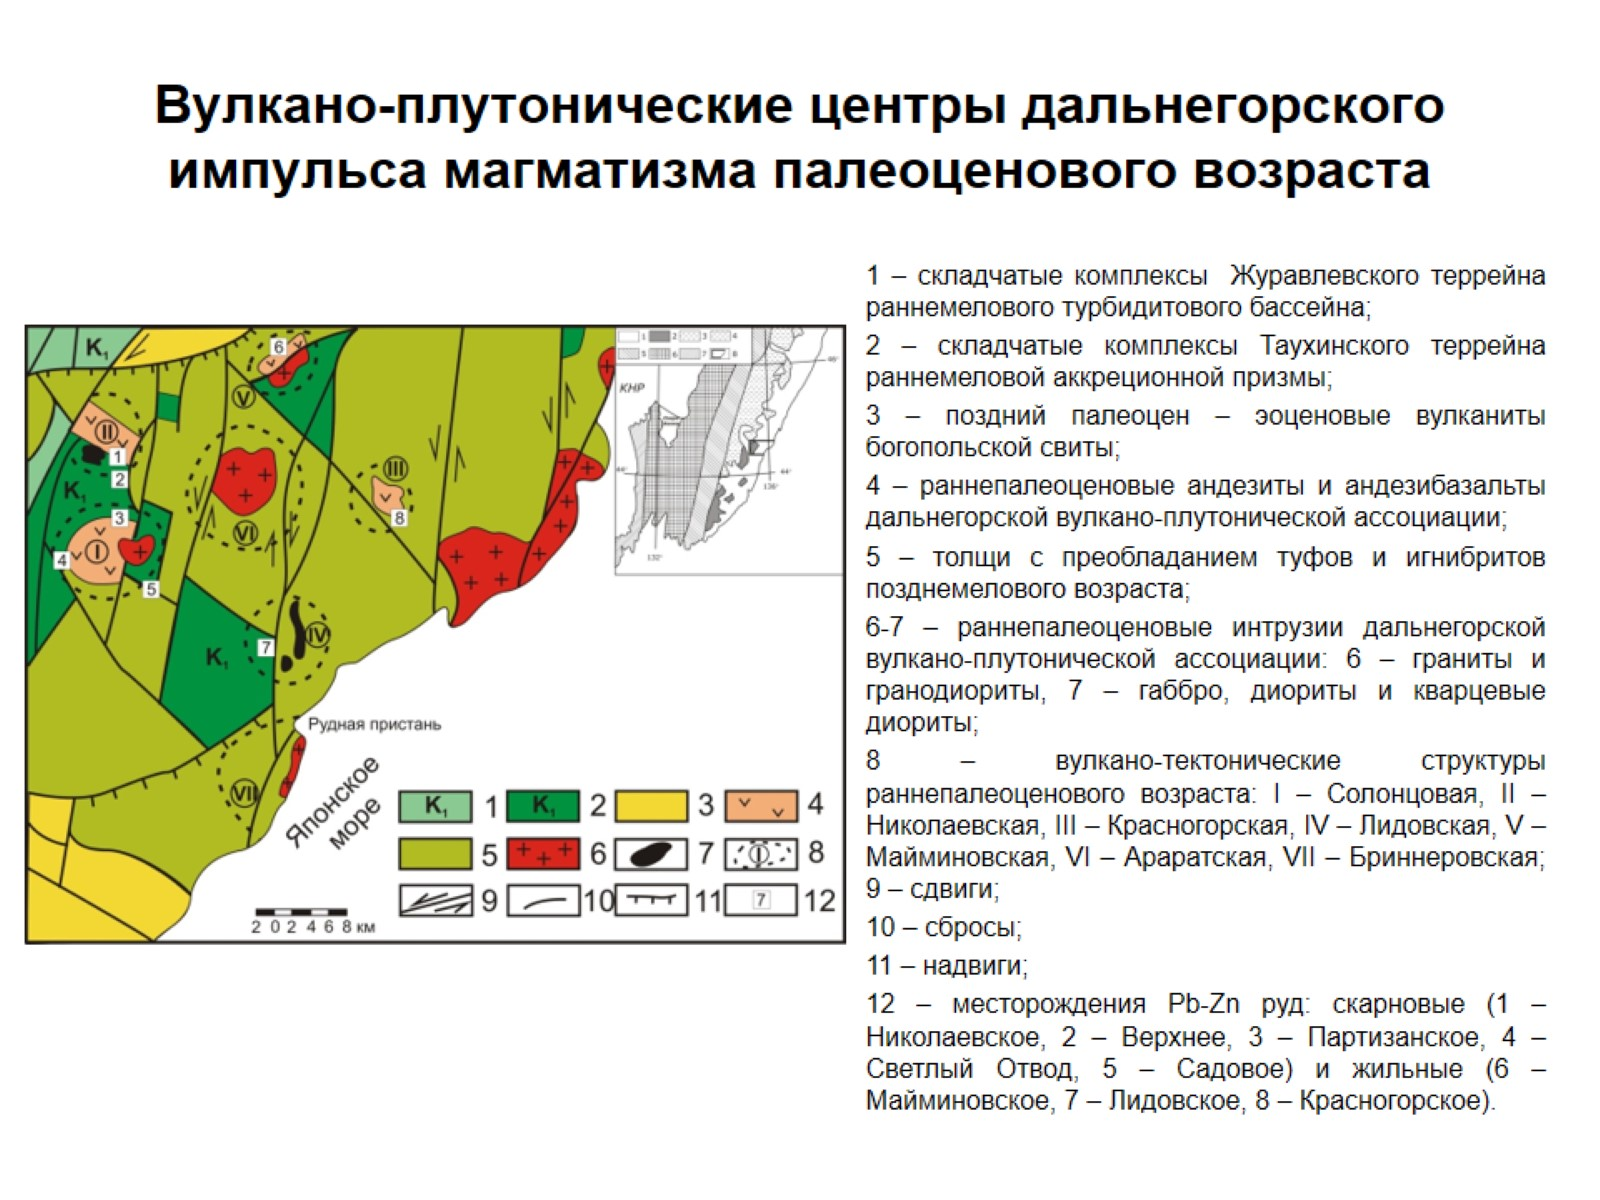 Вулкано-плутонические центры дальнегорского
импульса магматизма палеоценового возраста
1 – складчатые комплексы Журавлевского террейна
раннемелового турбидитового бассейна;
2 – складчатые комплексы Таухинского террейна
раннемеловой аккреционной призмы;
3 – поздний палеоцен – эоценовые вулканиты
богопольской свиты;
4 – раннепалеоценовые андезиты и андезибазальты
дальнегорской вулкано-плутонической ассоциации;
5 – толщи с преобладанием туфов и игнибритов
позднемелового возраста;
6-7 – раннепалеоценовые интрузии дальнегорской
вулкано-плутонической ассоциации: 6 – граниты и
гранодиориты, 7 – габбро, диориты и кварцевые
диориты;
8 – вулкано-тектонические структуры
раннепалеоценового возраста: I – Солонцовая, II –
Николаевская, III – Красногорская, IV – Лидовская, V –
Майминовская, VI – Араратская, VII – Бриннеровская;
9 – сдвиги;
10 – сбросы;
11 – надвиги;
12 – месторождения Pb-Zn руд: скарновые (1 –
Николаевское, 2 – Верхнее, 3 – Партизанское, 4 –
Светлый Отвод, 5 – Садовое) и жильные (6 –
Майминовское, 7 – Лидовское, 8 – Красногорское).
K₁
6
V
II
1
2
K₁
3
I
4
5
VI
III
8
K₁
7
IV
VII
Рудная пристань
Японское
море
КНР
44°
44°
136°
132°
K₁ 1
K₁ 2
3
4
5
6
7
I 8
9
10
11
7 12
2 0 2 4 6 8 км